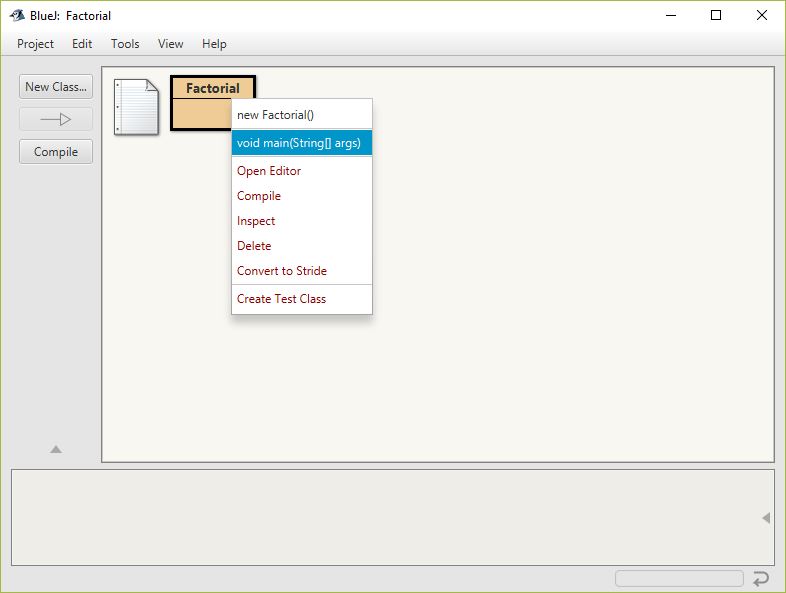 BlueJ: Factorial
Project Edit Tools View Help
New Class...
Compile
Factorial
new Factorial()
void main(String[] args)
Open Editor
Compile
Inspect
Delete
Convert to Stride
Create Test Class